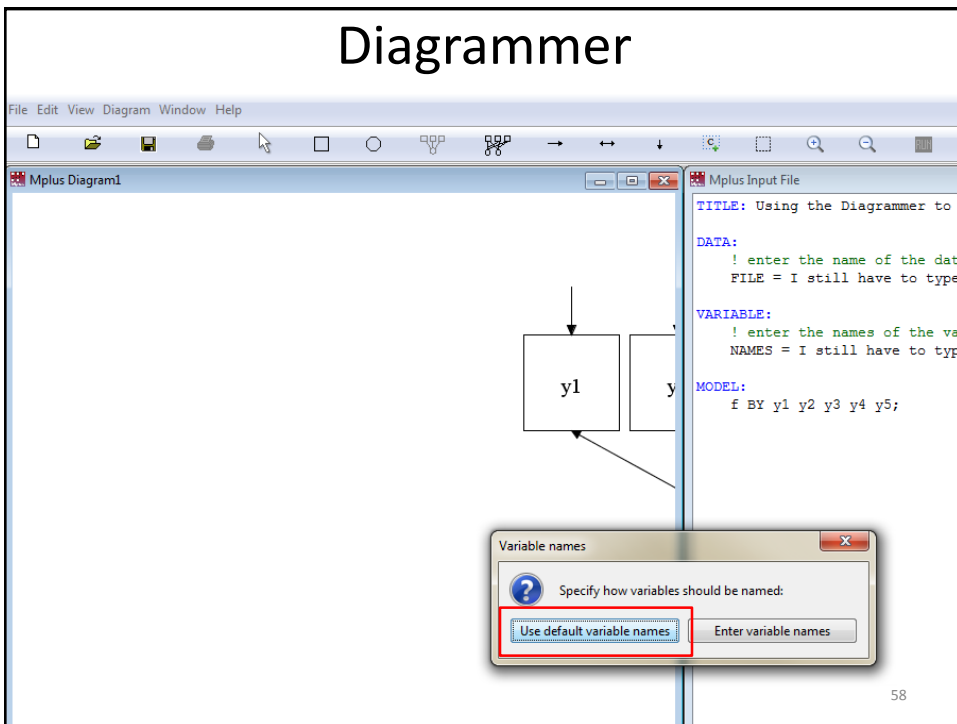 Diagrammer
File Edit View Diagram Window Help
C
Mplus Diagram1
Mplus Input File
TITLE: Using the Diagrammer to
DATA:
! enter the name of the dat
FILE = I still have to type
VARIABLE:
! enter the names of the va
NAMES = I still have to typ
MODEL:
f BY y1 y2 y3 y4 y5;
y1
y
Variable names
Specify how variables should be named:
Use default variable names
Enter variable names
58